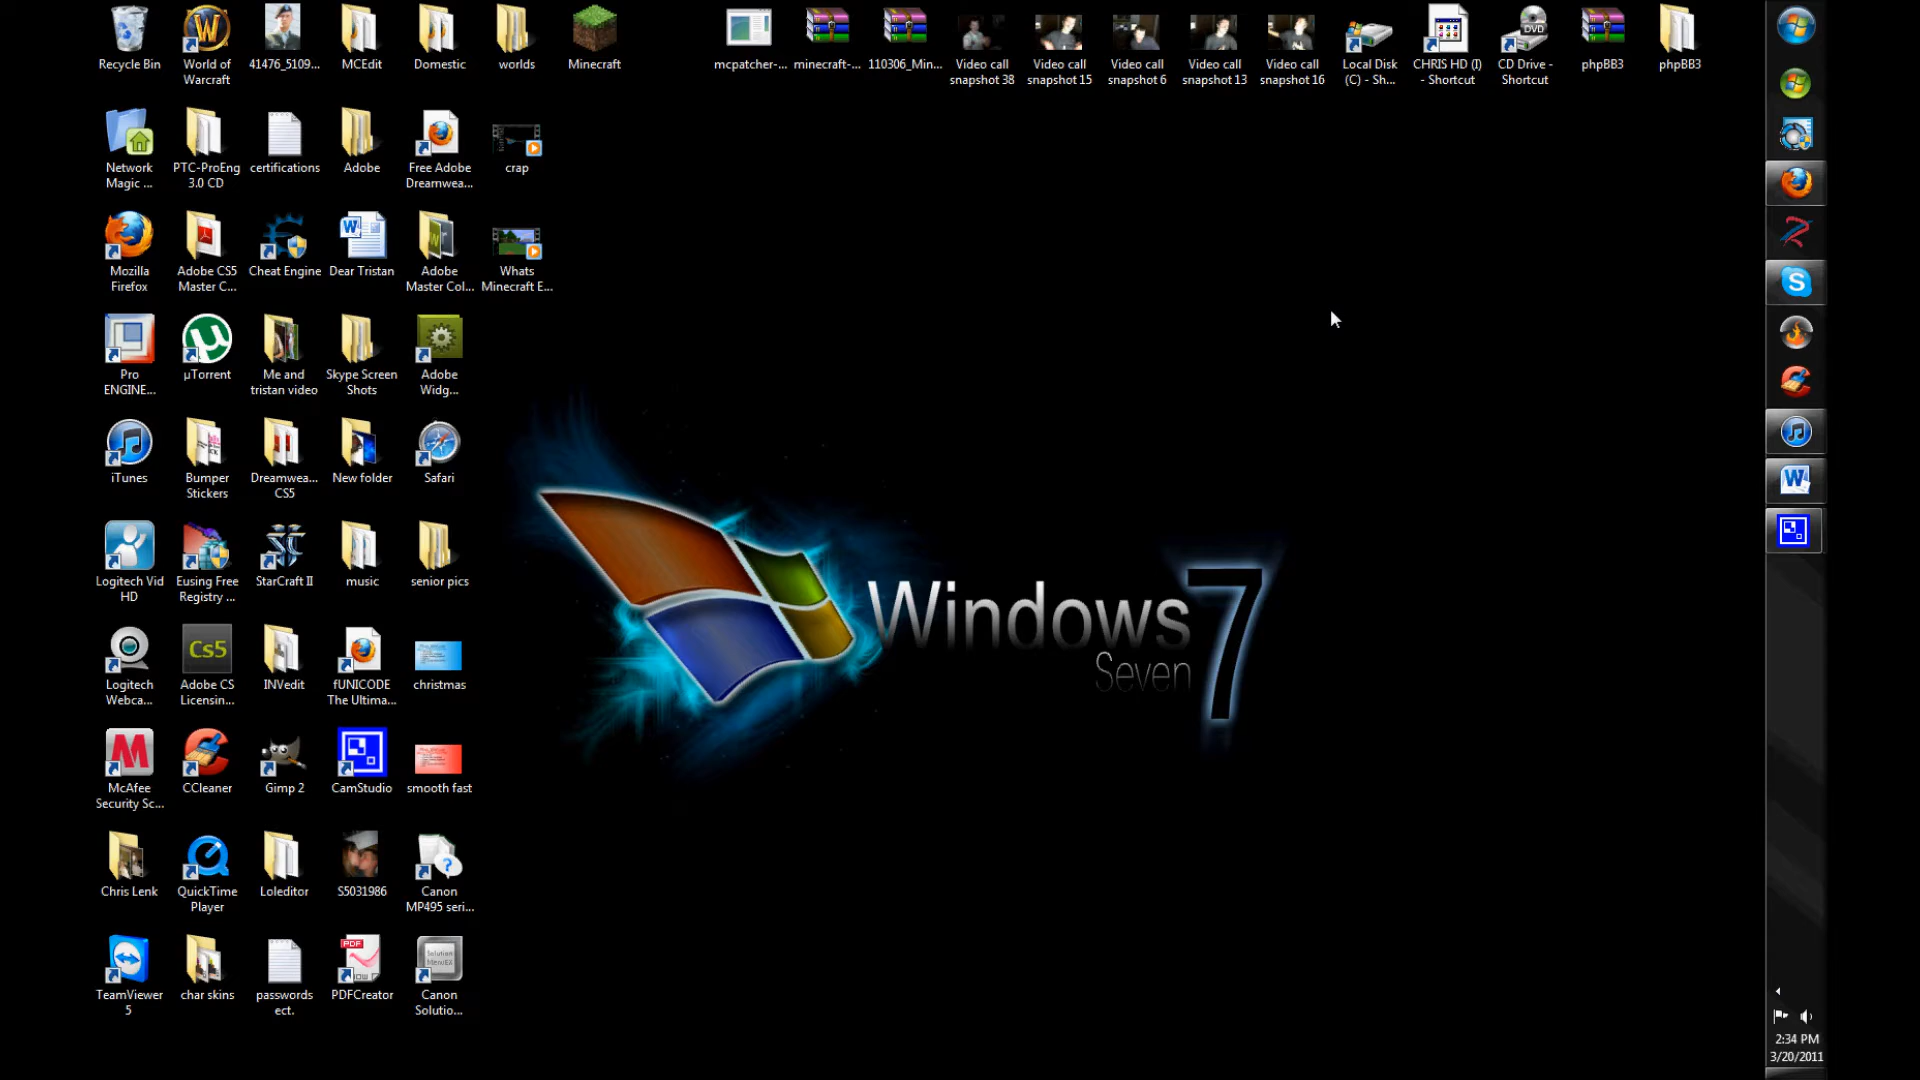 Recycle Bin
World of
Warcraft
41476_5109...
MCEdit
Domestic
worlds
Minecraft
mcpatcher-...
minecraft-...
110306_Min...
Video call
snapshot 38
Video call
snapshot 15
Video call
snapshot 6
Video call
snapshot 13
Video call
snapshot 16
Local Disk
(C) - Sh...
CHRIS HD (I)
- Shortcut
DVD
CD Drive -
Shortcut
phpBB3
phpBB3
Network
Magic ...
PTC-ProEng
3.0 CD
certifications
Adobe
Free Adobe
Dreamwea...
crap
Mozilla
Firefox
Adobe CS5
Master C...
Cheat Engine
Dear Tristan
Adobe
Master Col...
Whats
Minecraft E...
Pro
ENGINE...
µTorrent
Me and
tristan video
Skype Screen
Shots
Adobe
Widg...
iTunes
Bumper
Stickers
Dreamwea...
CS5
New folder
Safari
Logitech Vid
HD
Eusing Free
Registry ...
StarCraft II
music
senior pics
Windows 7
Seven
Logitech
Webca...
Cs5
Adobe CS
Licensin...
INVedit
fUNICODE
The Ultima...
christmas
McAfee
Security Sc...
CCleaner
Gimp 2
CamStudio
smooth fast
Chris Lenk
QuickTime
Player
Loleditor
S5031986
Canon
MP495 seri...
TeamViewer
5
char skins
passwords
ect.
PDF
PDFCreator
Solution
MenuEX
Canon
Solutio...
2:34 PM
3/20/2011